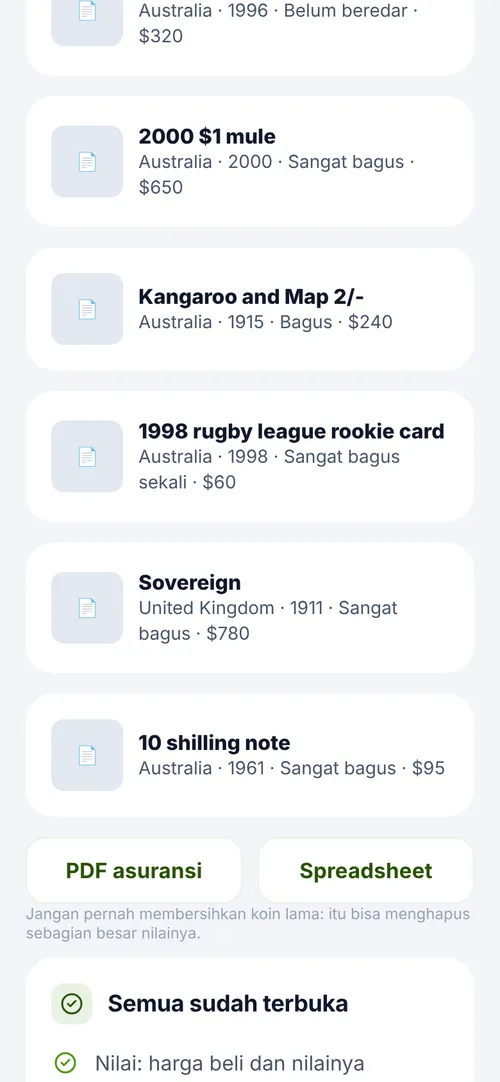 Australia · 1996 · Belum beredar ·
$320
2000 $1 mule
Australia · 2000 · Sangat bagus ·
$650
Kangaroo and Map 2/-
Australia · 1915 · Bagus · $240
1998 rugby league rookie card
Australia · 1998 · Sangat bagus
sekali · $60
Sovereign
United Kingdom · 1911 · Sangat
bagus · $780
10 shilling note
Australia · 1961 · Sangat bagus · $95
PDF asuransi
Spreadsheet
Jangan pernah membersihkan koin lama: itu bisa menghapus
sebagian besar nilainya.
Semua sudah terbuka
Nilai: harga beli dan nilainya